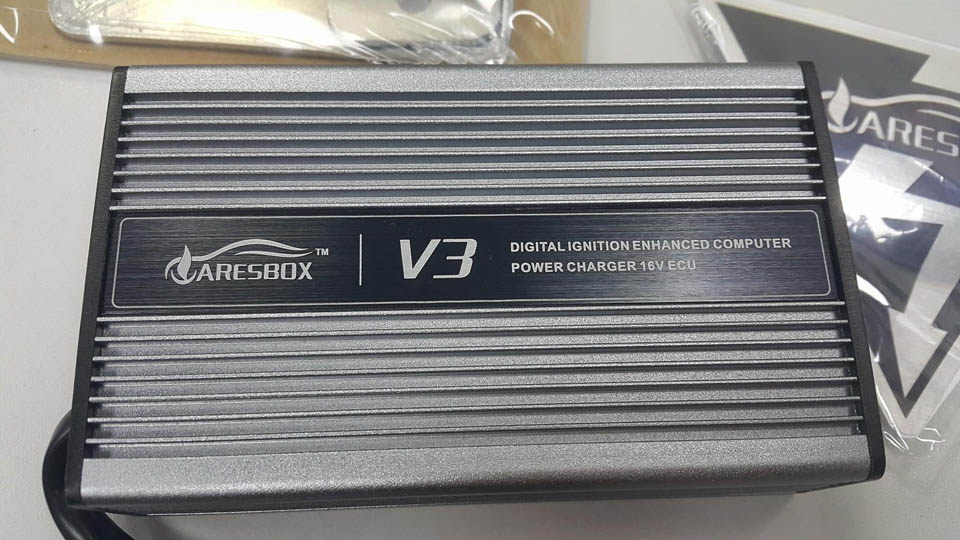 ARESBOX™
V3
DIGITAL IGNITION ENHANCED COMPUTER
POWER CHARGER 16V ECU
ARES